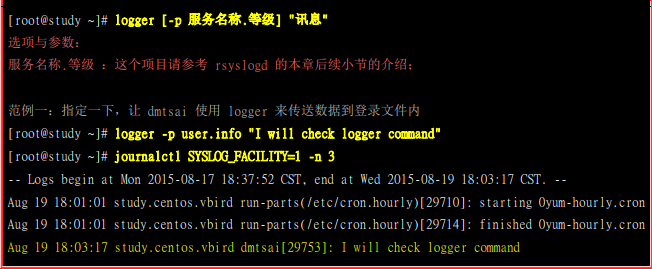 [root@study ~]# logger [-p 服务名称.等级] "讯息"
选项与参数：
服务名称.等级 ：这个项目请参考 rsyslogd 的本章后续小节的介绍；
范例一：指定一下，让 dmtsai 使用 logger 来传送数据到登录文件内
[root@study ~]# logger -p user.info "I will check logger command"
[root@study ~]# journalctl SYSLOG_FACILITY=1 -n 3
-- Logs begin at Mon 2015-08-17 18:37:52 CST, end at Wed 2015-08-19 18:03:17 CST. --
Aug 19 18:01:01 study.centos.vbird run-parts(/etc/cron.hourly)[29710]: starting 0yum-hourly.cron
Aug 19 18:01:01 study.centos.vbird run-parts(/etc/cron.hourly)[29714]: finished 0yum-hourly.cron
Aug 19 18:03:17 study.centos.vbird dmtsai[29753]: I will check logger command